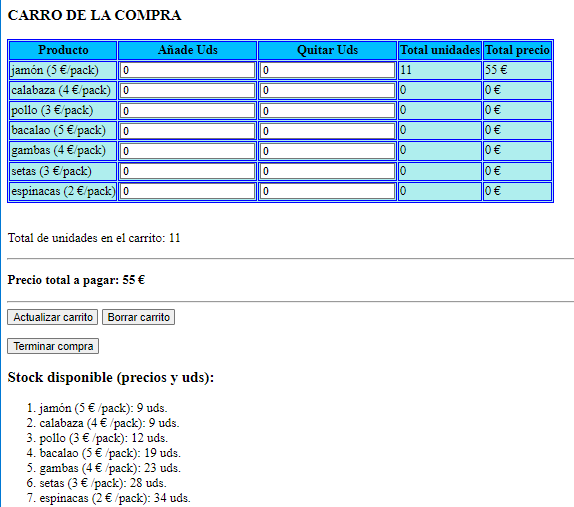 CARRO DE LA COMPRA
Producto Añade Uds Quitar Uds Total unidades Total precio
jamón (5 €/pack) 0 0 11 55 €
calabaza (4 €/pack) 0 0 0 0 €
pollo (3 €/pack) 0 0 0 0 €
bacalao (5 €/pack) 0 0 0 0 €
gambas (4 €/pack) 0 0 0 0 €
setas (3 €/pack) 0 0 0 0 €
espinacas (2 €/pack) 0 0 0 0 €
Total de unidades en el carrito: 11
Precio total a pagar: 55 €
Actualizar carrito Borrar carrito
Terminar compra
Stock disponible (precios y uds):
1. jamón (5 € /pack): 9 uds.
2. calabaza (4 € /pack): 9 uds.
3. pollo (3 € /pack): 12 uds.
4. bacalao (5 € /pack): 19 uds.
5. gambas (4 € /pack): 23 uds.
6. setas (3 € /pack): 28 uds.
7. espinacas (2 € /pack): 34 uds.